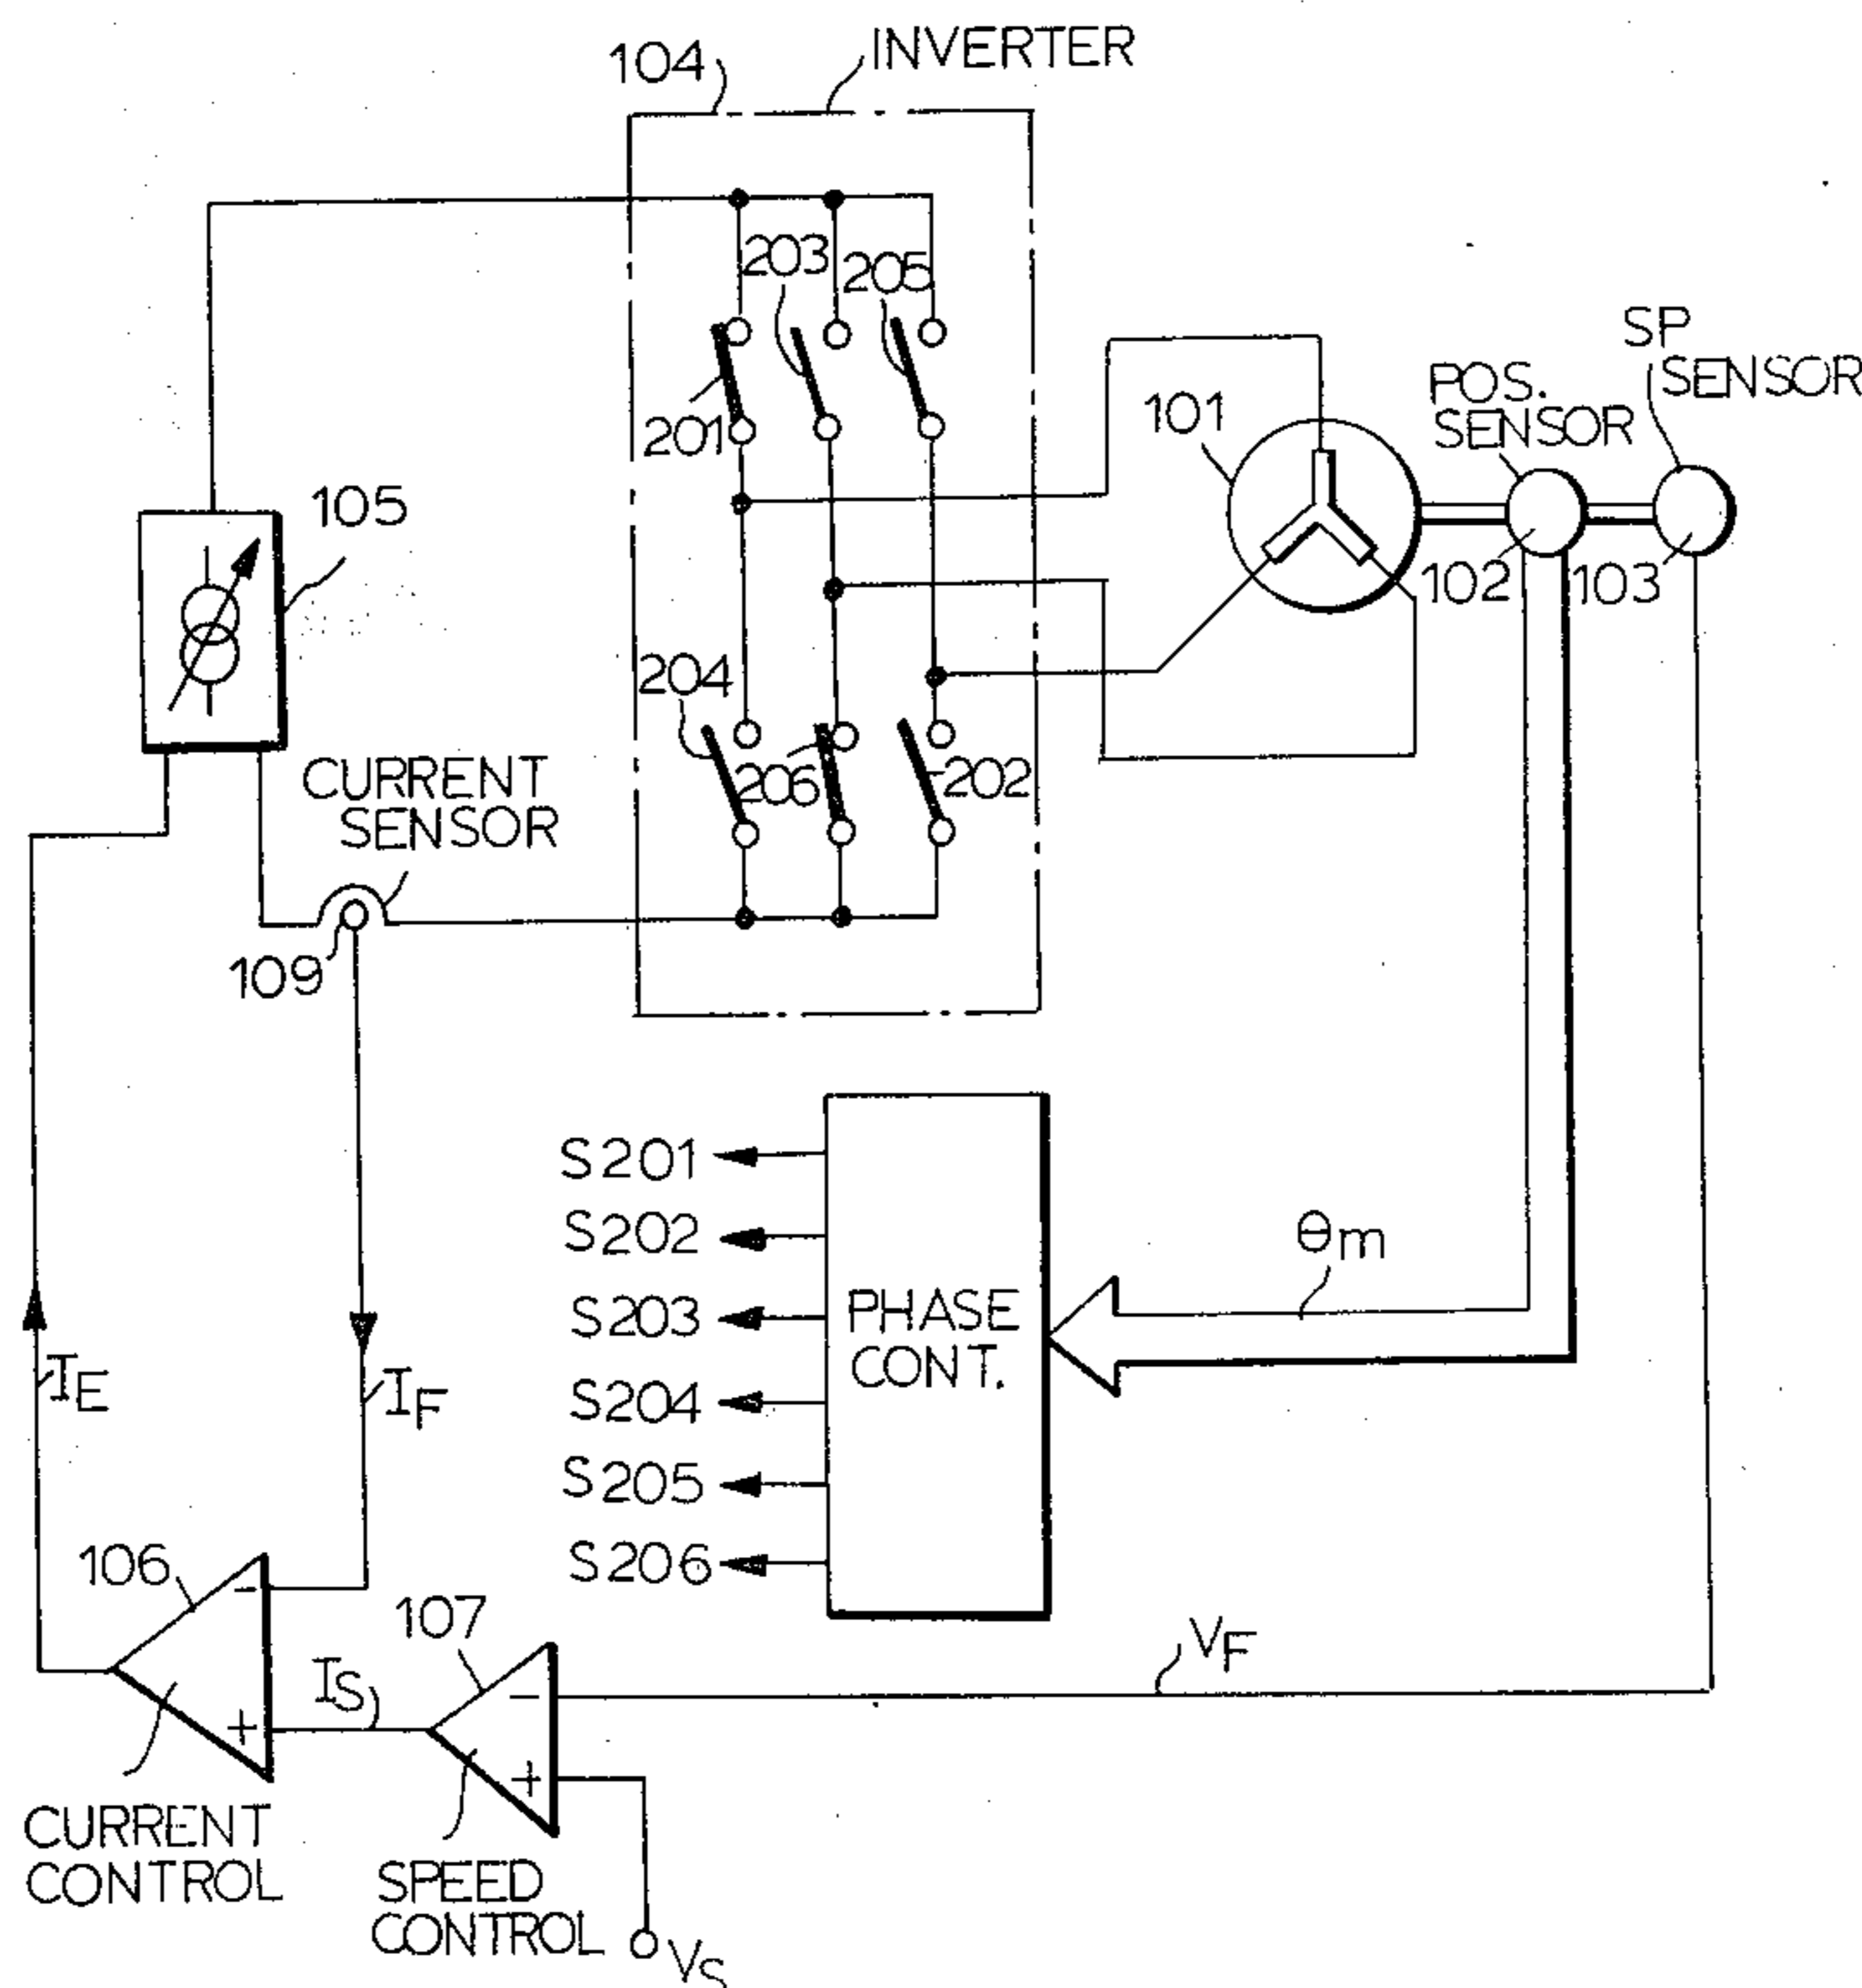 104
INVERTER
203
205
201
SP
SENSOR
POS.
SENSOR
101
105
102
103
204
206
202
CURRENT
SENSOR
109
S201
S202
S203
S204
S205
S206
PHASE
CONT.
θm
IE
IF
106
107
IS
VF
-
+
-
+
CURRENT
CONTROL
SPEED
CONTROL
VS